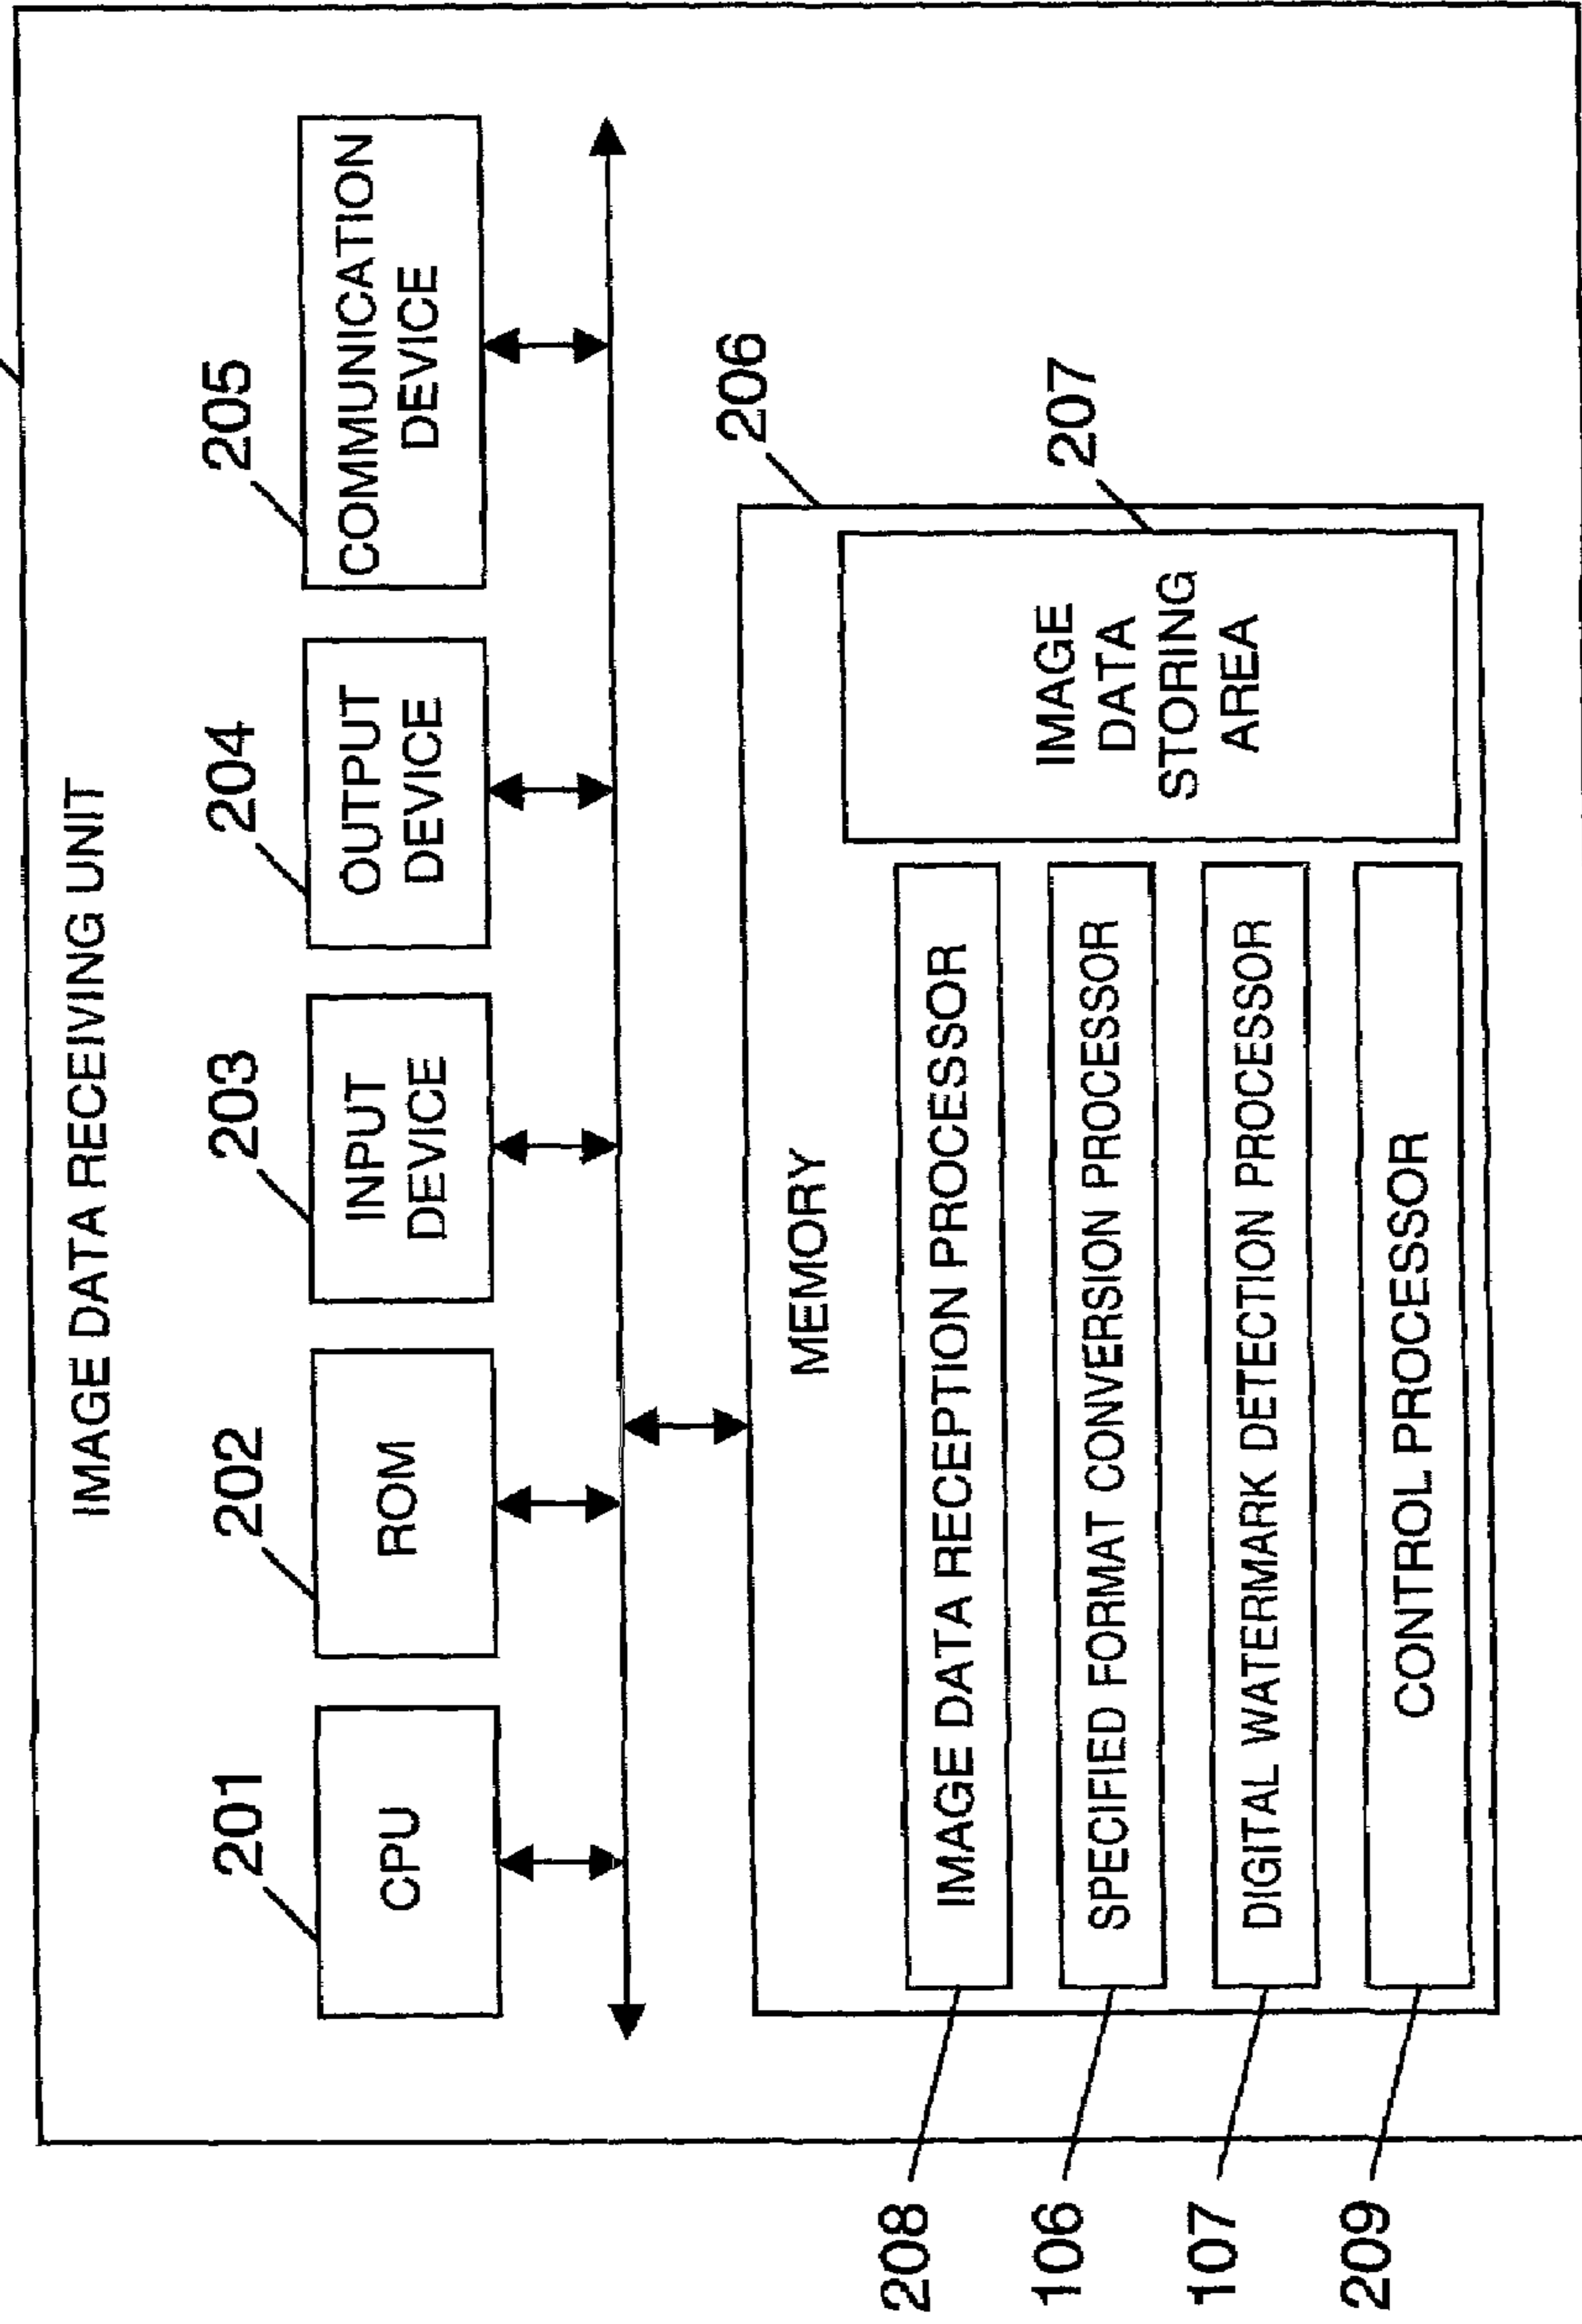 IMAGE DATA RECEIVING UNIT
201
202
203
204
205
CPU
ROM
INPUT
DEVICE
OUTPUT
DEVICE
COMMUNICATION
DEVICE
206
MEMORY
207
IMAGE
DATA
STORING
AREA
208
IMAGE DATA RECEPTION PROCESSOR
106
SPECIFIED FORMAT CONVERSION PROCESSOR
107
DIGITAL WATERMARK DETECTION PROCESSOR
209
CONTROL PROCESSOR